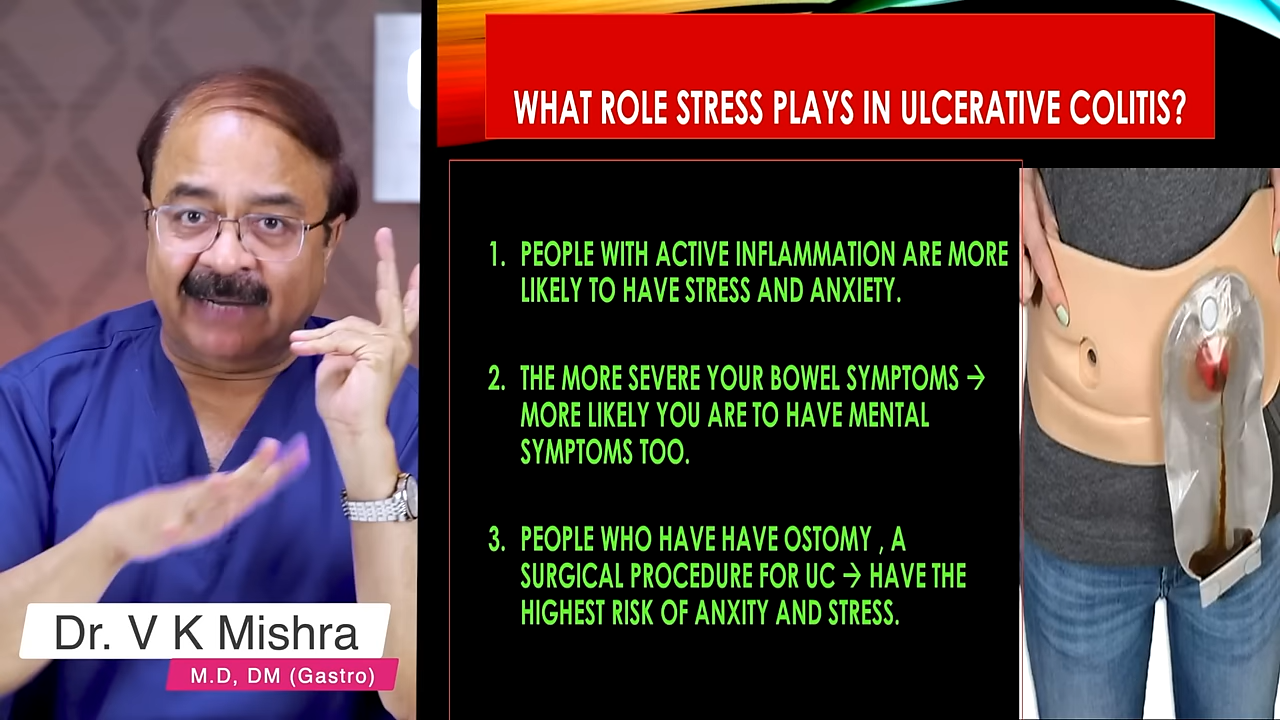 WHAT ROLE STRESS PLAYS IN ULCERATIVE COLITIS?
1. PEOPLE WITH ACTIVE INFLAMMATION ARE MORE
LIKELY TO HAVE STRESS AND ANXIETY.
2. THE MORE SEVERE YOUR BOWEL SYMPTOMS →
MORE LIKELY YOU ARE TO HAVE MENTAL
SYMPTOMS TOO.
3. PEOPLE WHO HAVE HAVE OSTOMY , A
SURGICAL PROCEDURE FOR UC → HAVE THE
HIGHEST RISK OF ANXITY AND STRESS.
Dr. V K Mishra
M.D, DM (Gastro)